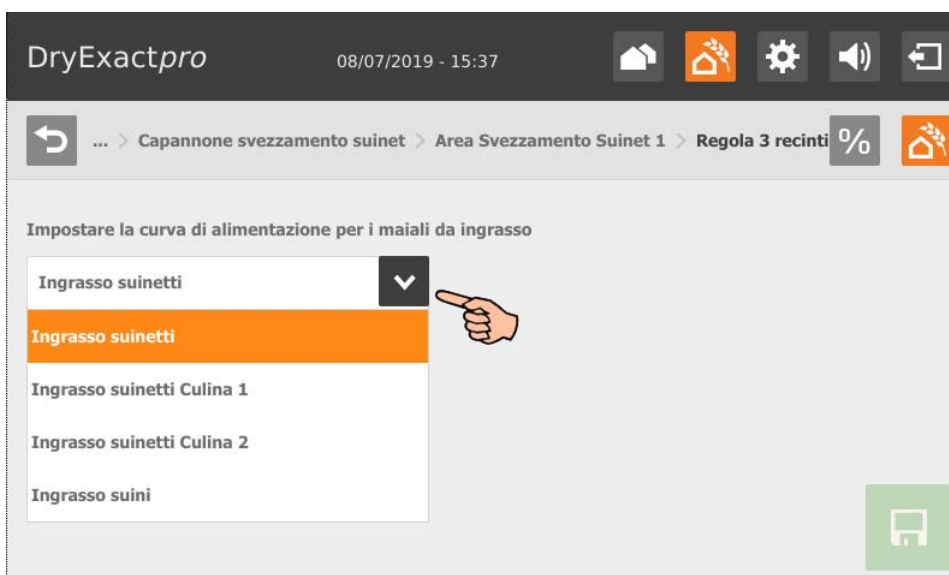 DryExactpro 08/07/2019 - 15:37
... > Capannone svezzamento suinet > Area Svezzamento Suinet 1 > Regola 3 recinti %
Impostare la curva di alimentazione per i maiali da ingrasso
Ingrasso suinetti
Ingrasso suinetti
Ingrasso suinetti Culina 1
Ingrasso suinetti Culina 2
Ingrasso suini